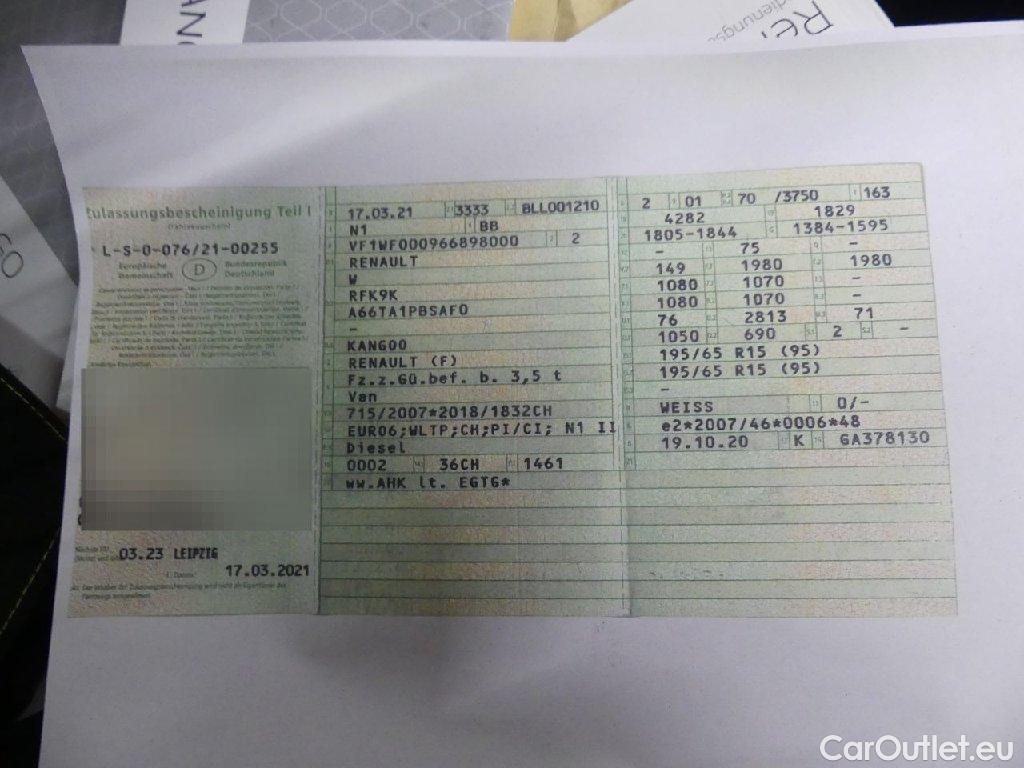 ANG
RE
dienungsa
GO
Zulassungsbescheinigung Teil I
(Fahrzeugschein)
L-S-0-076/21-00255
Europäische Gemeinschaft
D
Bundesrepublik Deutschland
03.23 LEIPZIG
17.03.2021
17.03.21 3333 BLL001210
N1 BB
VF1WF000966898000 2
RENAULT
W
RFK9K
A66TA1PBSAF0
–
KANGOO
RENAULT (F)
Fz.z.Gü.bef. b. 3,5 t
Van
715/2007*2018/1832CH
EURO6;WLTP;CH;PI/CI; N1 II
Diesel
0002 36CH 1461
ww.AHK lt. EGTG*
2 01 70 /3750 163
4282 1829
1805-1844 1384-1595
– 75 –
149 1980 1980
1080 1070 –
1080 1070 –
76 2813 71
1050 690 2 –
195/65 R15 (95)
195/65 R15 (95)
–
WEISS 0/-
e2*2007/46*0006*48
19.10.20 K GA378130
CarOutlet.eu